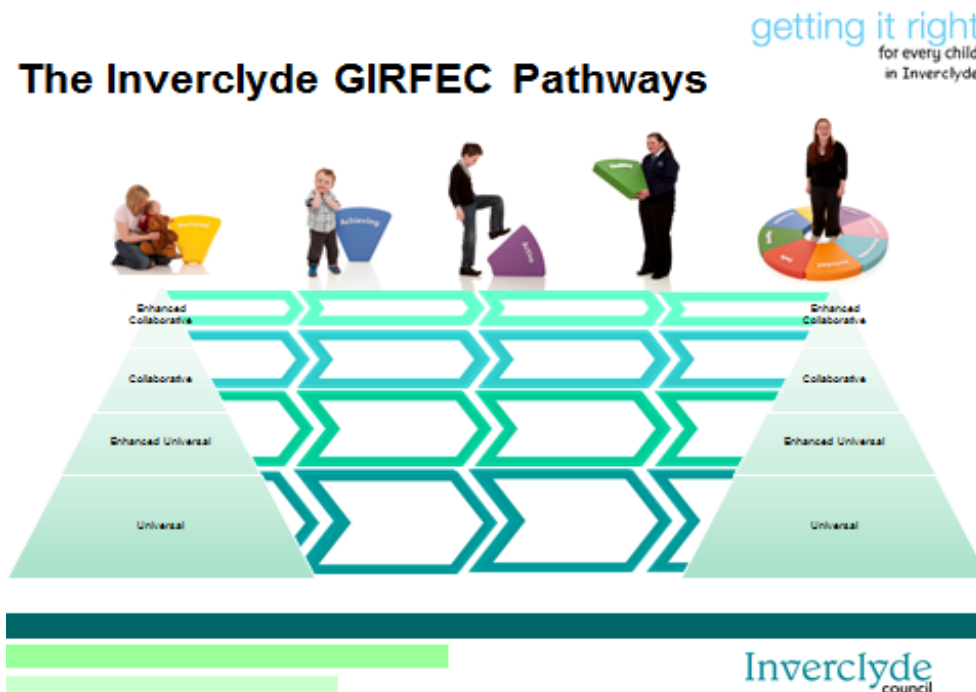 getting it right
for every child
in Inverclyde
The Inverclyde GIRFEC Pathways
Achieving
Active
Enhanced
Collaborative
Enhanced
Collaborative
Collaborative
Collaborative
Enhanced Universal
Enhanced Universal
Universal
Universal
Inverclyde
council